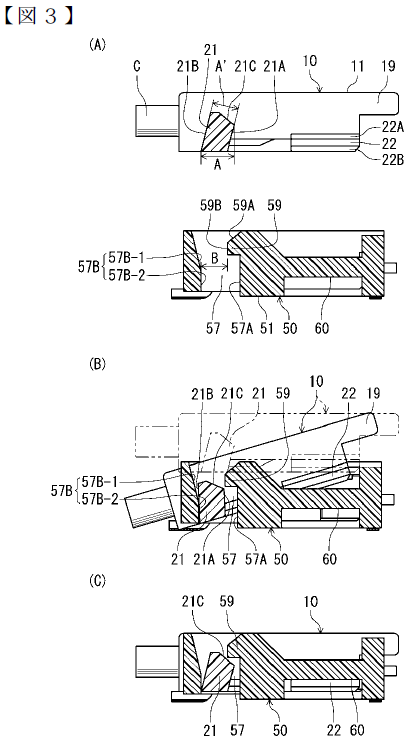 【図３】
(A)
21
A'
21B 21C 21A
10 11 19
C
22A
22
22B
A
59A
59B 59
57B-1
57B
57B-2
B
57 57A 51 50 60
(B)
21B 21C 21 59 10 22 19
57B-1
57B
57B-2
21 21A 57 57A 50 60
(C)
21C 59 10
21 57 50 22 60